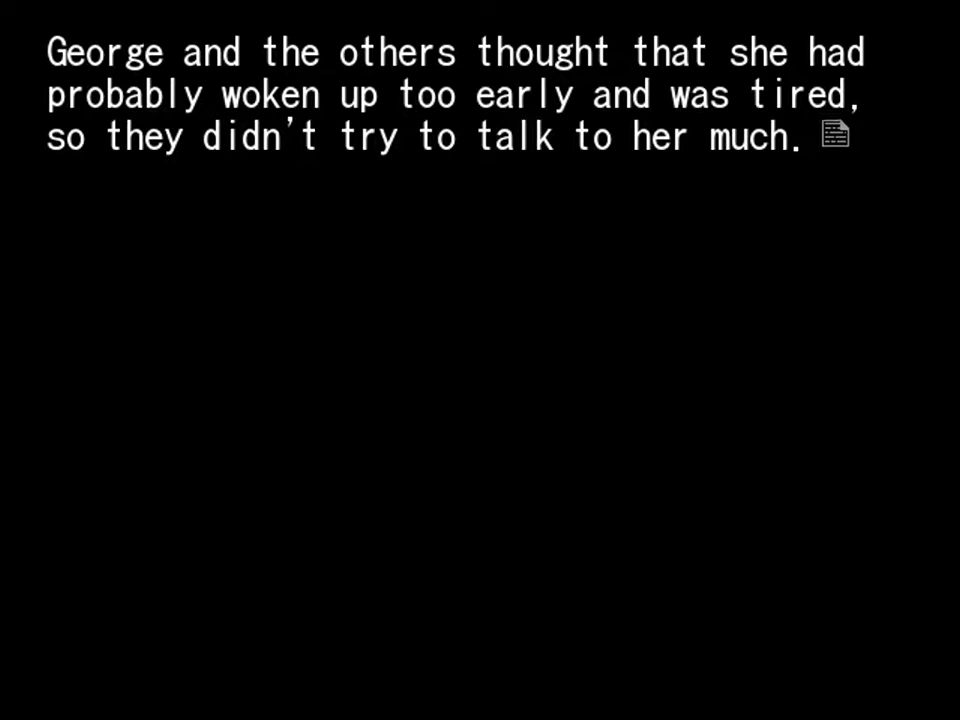 George and the others thought that she had
probably woken up too early and was tired,
so they didn't try to talk to her much.